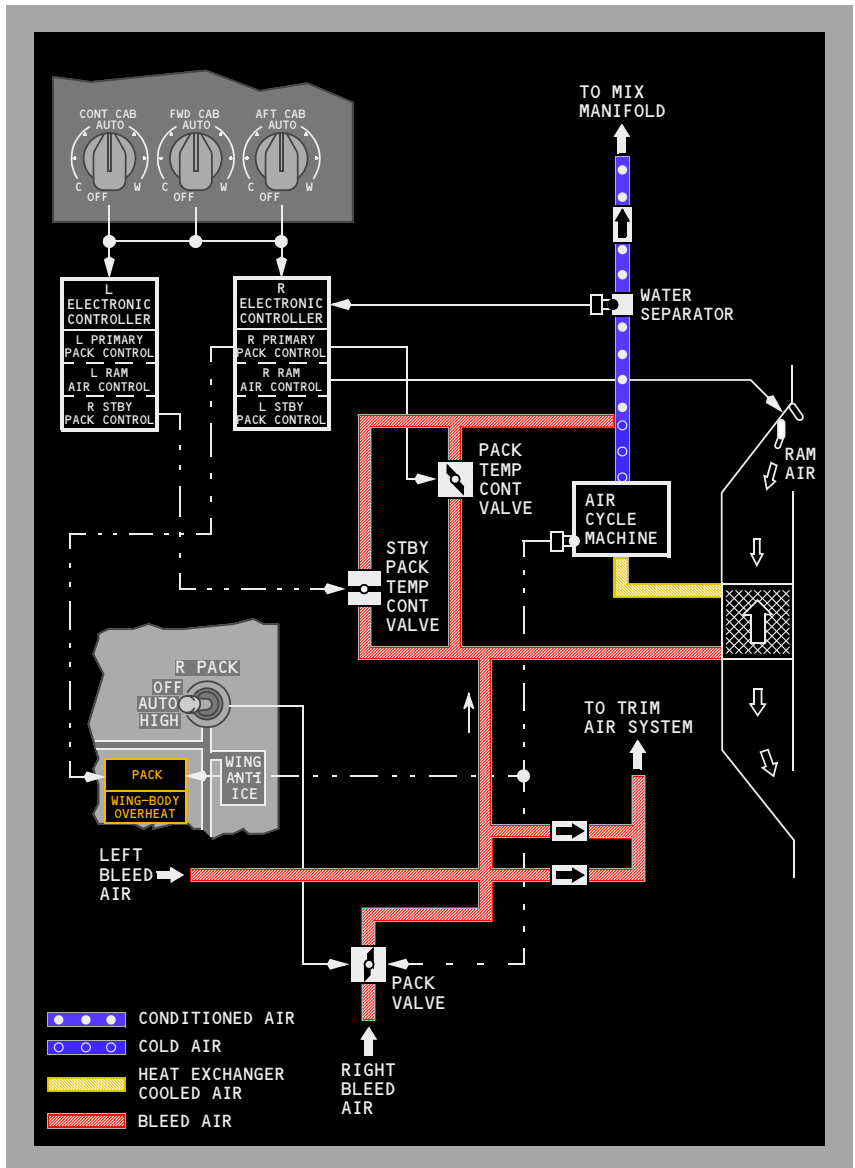 CONT CAB
AUTO
C
W
OFF
FWD CAB
AUTO
C
W
OFF
AFT CAB
AUTO
C
W
OFF
TO MIX
MANIFOLD
L
ELECTRONIC
CONTROLLER
L PRIMARY
PACK CONTROL
L RAM
AIR CONTROL
R STBY
PACK CONTROL
R
ELECTRONIC
CONTROLLER
R PRIMARY
PACK CONTROL
R RAM
AIR CONTROL
L STBY
PACK CONTROL
WATER
SEPARATOR
PACK
TEMP
CONT
VALVE
RAM
AIR
AIR
CYCLE
MACHINE
STBY
PACK
TEMP
CONT
VALVE
R PACK
OFF
AUTO
HIGH
PACK
WING-BODY
OVERHEAT
WING
ANTI
ICE
TO TRIM
AIR SYSTEM
LEFT
BLEED
AIR
PACK
VALVE
RIGHT
BLEED
AIR
CONDITIONED AIR
COLD AIR
HEAT EXCHANGER
COOLED AIR
BLEED AIR